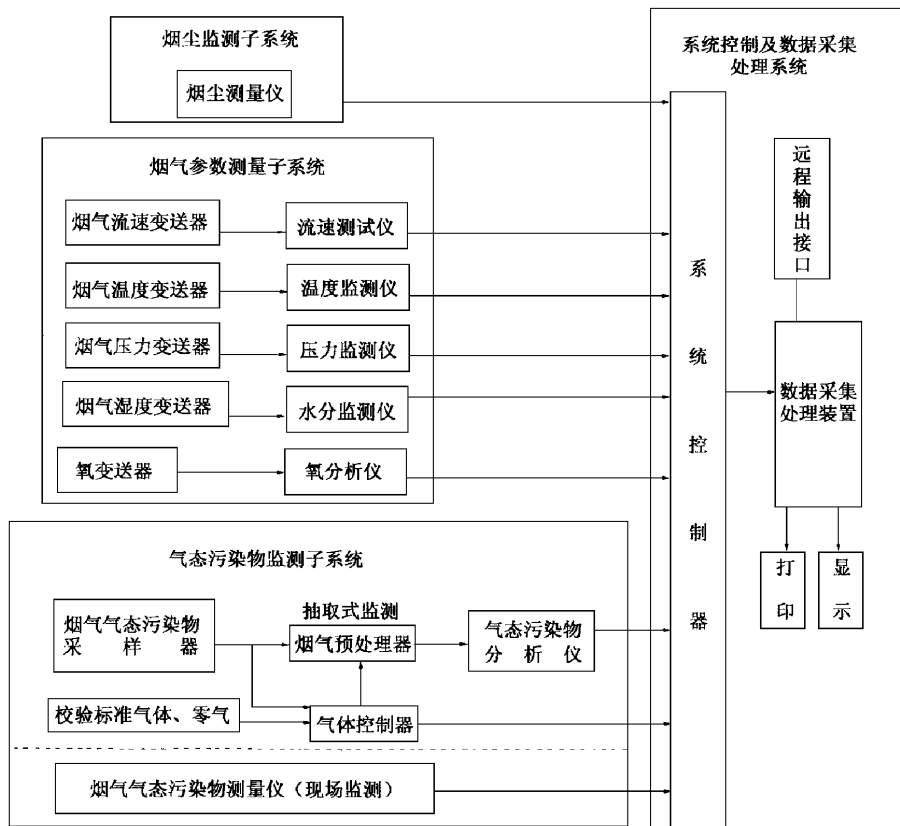 烟尘监测子系统
烟尘测量仪
烟气参数测量子系统
烟气流速变送器
流速测试仪
烟气温度变送器
温度监测仪
烟气压力变送器
压力监测仪
烟气湿度变送器
水分监测仪
氧变送器
氧分析仪
气态污染物监测子系统
抽取式监测
烟气气态污染物
采样器
烟气预处理器
气态污染物
分析仪
校验标准气体、零气
气体控制器
烟气气态污染物测量仪（现场监测）
系统控制及数据采集
处理系统
系统控制器
远程输出接口
数据采集
处理装置
打印
显示